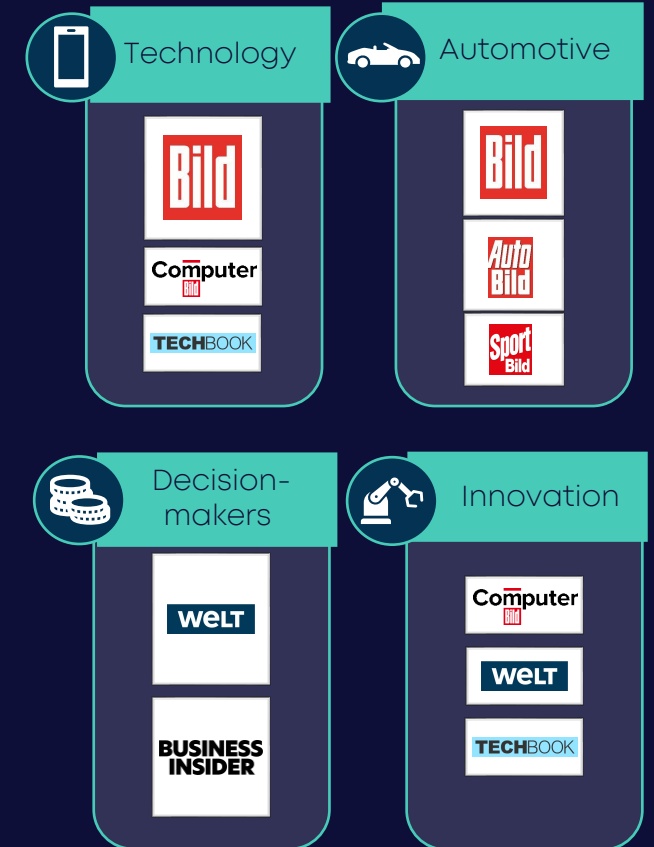 Technology
Bild
Computer
Bild
TECHBOOK
Automotive
Bild
Auto
Bild
Sport
Bild
Decision-
makers
WELT
BUSINESS
INSIDER
Innovation
Computer
Bild
WELT
TECHBOOK